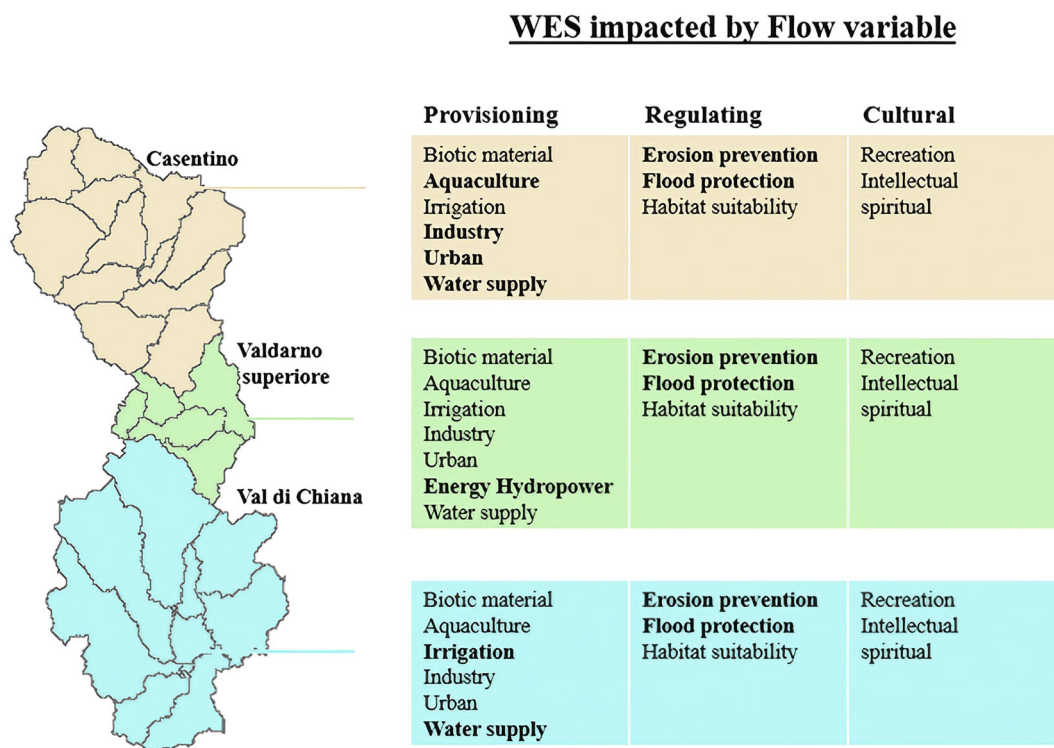 WES impacted by Flow variable
Provisioning Regulating Cultural
Casentino
Biotic material Erosion prevention Recreation
Aquaculture Flood protection Intellectual
Irrigation Habitat suitability spiritual
Industry
Urban
Water supply
Valdarno
superiore
Biotic material Erosion prevention Recreation
Aquaculture Flood protection Intellectual
Irrigation Habitat suitability spiritual
Industry
Urban
Energy Hydropower
Water supply
Val di Chiana
Biotic material Erosion prevention Recreation
Aquaculture Flood protection Intellectual
Irrigation Habitat suitability spiritual
Industry
Urban
Water supply